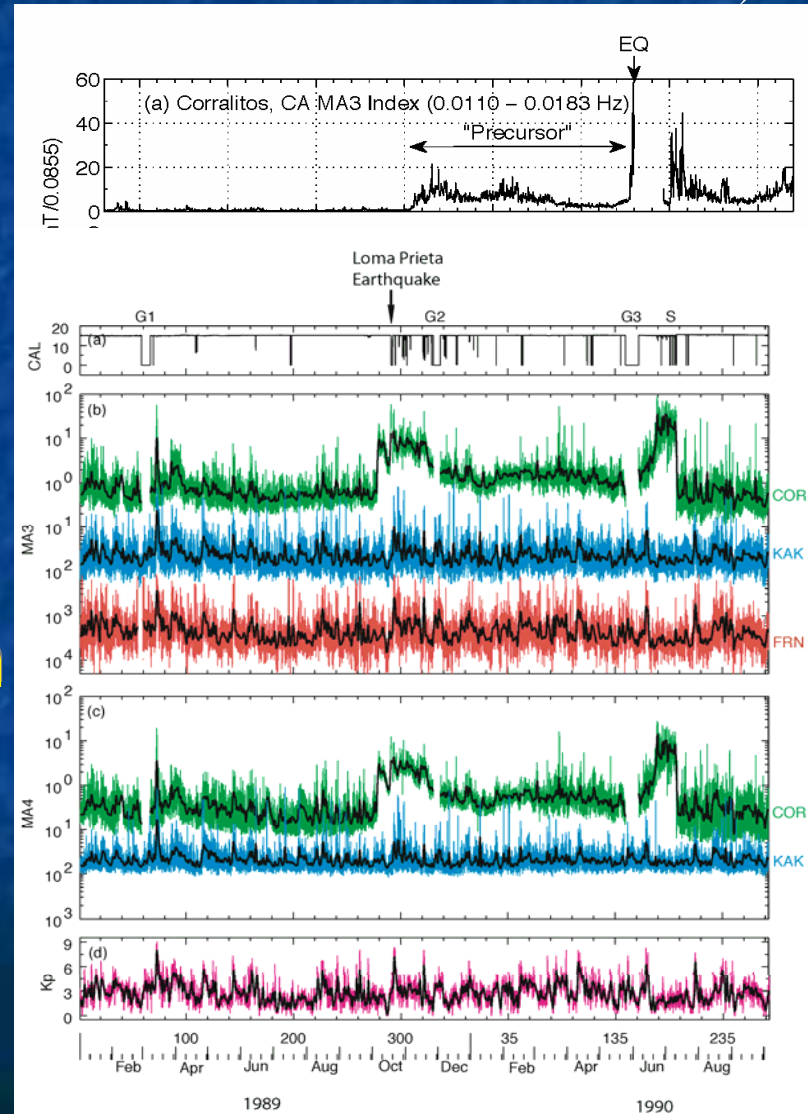 EQ
60
(a) Corralitos, CA MA3 Index (0.0110 – 0.0183 Hz)
"Precursor"
40
20
0
nT/0.0855)
Loma Prieta
Earthquake
G1 G2 G3 S
20
(a)
10
0
CAL
10²
(b)
10¹
10⁰
COR
10¹
KAK
10²
MA3
10³
FRN
10⁴
10²
(c)
10¹
10⁰
COR
10¹
MA4
KAK
10²
10³
9
(d)
6
3
0
Kp
100 200 300 35 135 235
Feb Apr Jun Aug Oct Dec Feb Apr Jun Aug
1989 1990